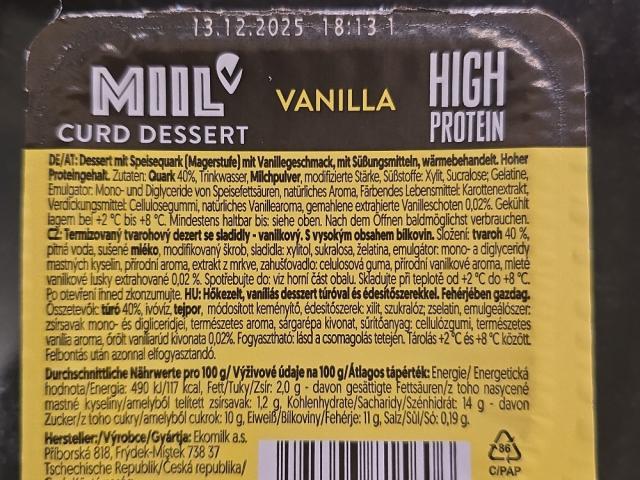 13.12.2025 18:13 1
MIIL
VANILLA
HIGH
PROTEIN
CURD DESSERT
DE/AT: Dessert mit Speisequark (Magerstufe) mit Vanillegeschmack, mit Süßungsmitteln, wärmebehandelt. Hoher
Proteingehalt. Zutaten: Quark 40%, Trinkwasser, Milchpulver, modifizierte Stärke, Süßstoffe: Xylit, Sucralose; Gelatine,
Emulgator: Mono- und Diglyceride von Speisefettsäuren, natürliches Aroma, Färbendes Lebensmittel: Karottenextrakt,
Verdickungsmittel: Cellulosegummi, natürliches Vanillearoma, gemahlene extrahierte Vanilleschoten 0,02%. Gekühlt
lagern bei +2 °C bis +8 °C. Mindestens haltbar bis: siehe oben. Nach dem Öffnen baldmöglichst verbrauchen.
CZ: Termizovaný tvarohový dezert se sladidly - vanilkový. S vysokým obsahem bílkovin. Složení: tvaroh 40 %,
pitná voda, sušené mléko, modifikovaný škrob, sladidla: xylitol, sukralóza, želatina, emulgátor: mono- a diglyceridy
mastných kyselin, přírodní aroma, extrakt z mrkve, zahušťovadlo: celulosová guma, přírodní vanilkové aroma, mleté
vanilkové lusky extrahované 0,02 %. Spotřebujte do: viz horní část obalu. Skladujte při teplotě od +2 °C do +8 °C.
Po otevření ihned zkonzumujte. HU: Hőkezelt, vaníliás desszert túróval és édesítőszerekkel. Fehérjében gazdag.
Összetevők: túró 40%, ivóvíz, tejpor, módosított keményítő, édesítőszerek: xilit, szukralóz; zselatin, emulgeálószer:
zsírsavak mono- és digliceridjei, természetes aroma, sárgarépa kivonat, sűrítőanyag: cellulózgumi, természetes
vanília aroma, őrölt vaníliarúd kivonata 0,02%. Fogyasztható: lásd a csomagolás tetején. Tárolás +2 °C és +8 °C között.
Felbontás után azonnal elfogyasztandó.
Durchschnittliche Nährwerte pro 100 g/ Výživové údaje na 100 g/Átlagos tápérték: Energie/ Energetická
hodnota/Energia: 490 kJ/117 kcal, Fett/Tuky/Zsír: 2,0 g - davon gesättigte Fettsäuren/z toho nasycené
mastné kyseliny/amelyből telített zsírsavak: 1,2 g, Kohlenhydrate/Sacharidy/Szénhidrát: 14 g - davon
Zucker/z toho cukry/amelyből cukrok: 10 g, Eiweiß/Bílkoviny/Fehérje: 11 g, Salz/Sůl/Só: 0,19 g.
Hersteller:/Výrobce/Gyártja: Ekomilk a.s.
Příborská 818, Frýdek-Místek 738 37
Tschechische Republik/Česká republika/
86
C/PAP